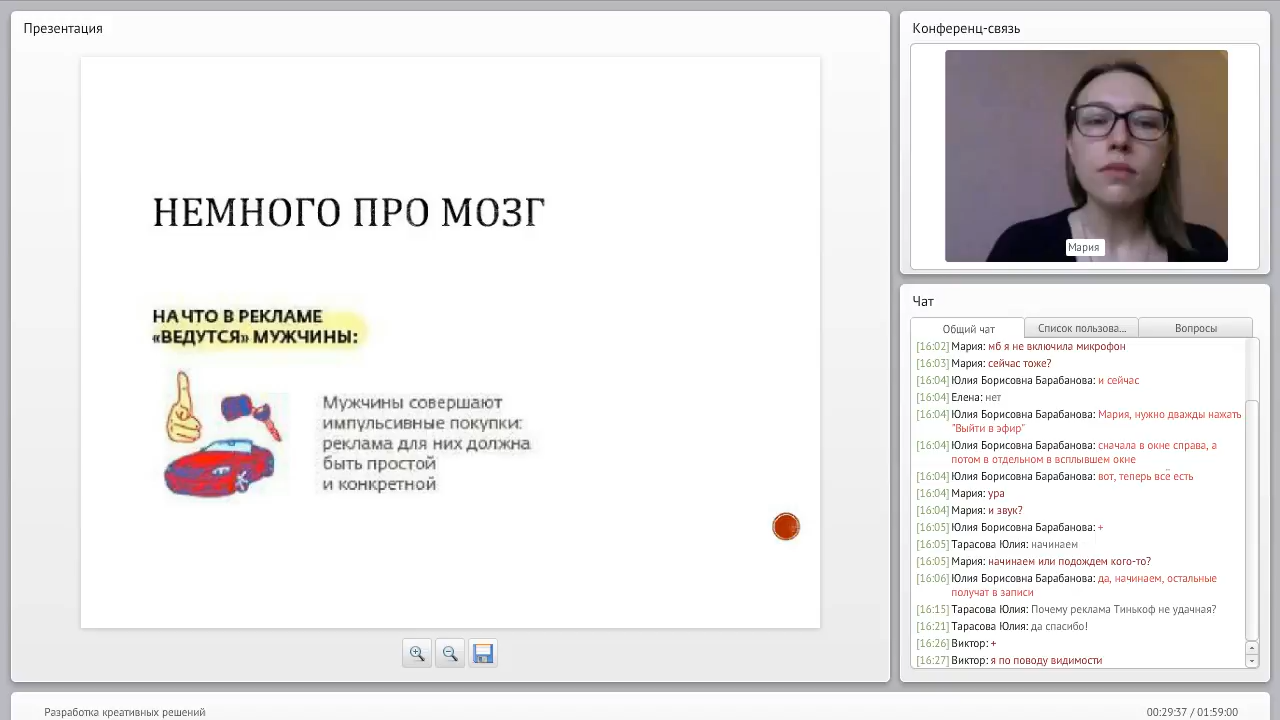 Презентация
НЕМНОГО ПРО МОЗГ
НА ЧТО В РЕКЛАМЕ
«ВЕДУТСЯ» МУЖЧИНЫ:
Мужчины совершают
импульсивные покупки:
реклама для них должна
быть простой
и конкретной
Конференц-связь
Мария
Чат
Общий чат
Список пользова...
Вопросы
[16:02] Мария: мб я не включила микрофон
[16:03] Мария: сейчас тоже?
[16:04] Юлия Борисовна Барабанова: и сейчас
[16:04] Елена: нет
[16:04] Юлия Борисовна Барабанова: Мария, нужно дважды нажать
"Выйти в эфир"
[16:04] Юлия Борисовна Барабанова: сначала в окне справа, а
потом в отдельном в всплывшем окне
[16:04] Юлия Борисовна Барабанова: вот, теперь всё есть
[16:04] Мария: ура
[16:04] Мария: и звук?
[16:05] Юлия Борисовна Барабанова: +
[16:05] Тарасова Юлия: начинаем
[16:05] Мария: начинаем или подождем кого-то?
[16:06] Юлия Борисовна Барабанова: да, начинаем, остальные
получат в записи
[16:15] Тарасова Юлия: Почему реклама Тинькоф не удачная?
[16:21] Тарасова Юлия: да спасибо!
[16:26] Виктор: +
[16:27] Виктор: я по поводу видимости
Разработка креативных решений
00:29:37 / 01:59:00